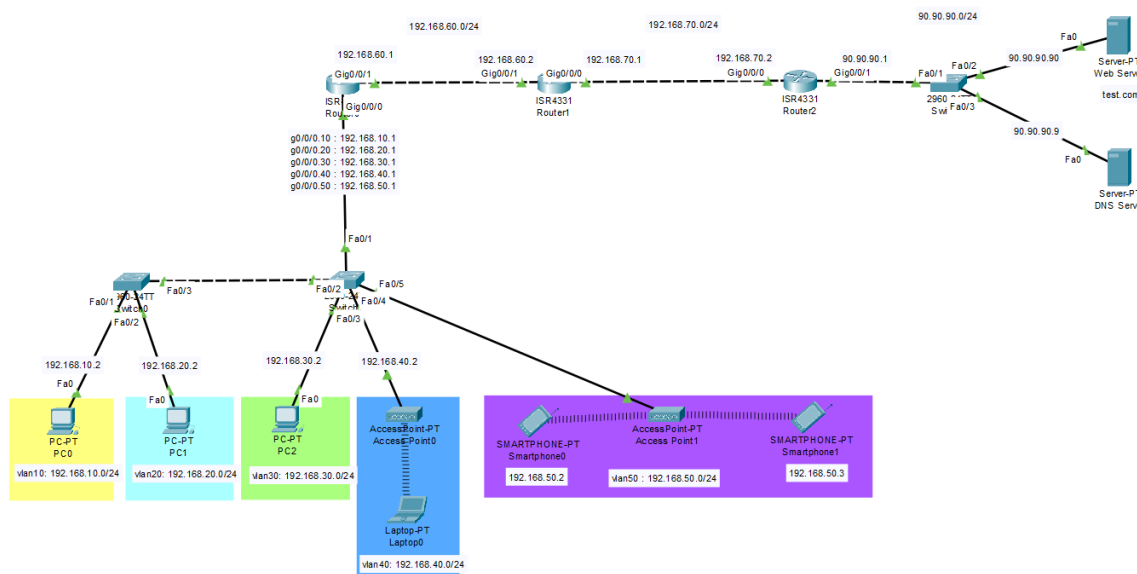 192.168.60.0/24
192.168.70.0/24
90.90.90.0/24
192.168.60.1
192.168.60.2
192.168.70.1
192.168.70.2
90.90.90.1
90.90.90.90
Fa0
Gig0/0/1
Gig0/0/1
Gig0/0/0
Gig0/0/0
Gig0/0/1
Fa0/1
Fa0/2
Fa0/3
Server-PT
Web Serv
test.com
ISR
Gig0/0/0
ISR4331
Router1
ISR4331
Router2
90.90.90.9
Fa0
Server-PT
DNS Serv
g0/0/0.10 : 192.168.10.1
g0/0/0.20 : 192.168.20.1
g0/0/0.30 : 192.168.30.1
g0/0/0.40 : 192.168.40.1
g0/0/0.50 : 192.168.50.1
Fa0/1
Fa0/3
Fa0/1
Fa0/2
Fa0/2
Fa0/5
Fa0/4
Fa0/3
192.168.10.2
192.168.20.2
192.168.30.2
192.168.40.2
Fa0
Fa0
Fa0
PC-PT
PC0
PC-PT
PC1
PC-PT
PC2
AccessPoint-PT
Access Point0
SMARTPHONE-PT
Smartphone0
AccessPoint-PT
Access Point1
SMARTPHONE-PT
Smartphone1
vlan10: 192.168.10.0/24
vlan20: 192.168.20.0/24
vlan30: 192.168.30.0/24
192.168.50.2
vlan50 : 192.168.50.0/24
192.168.50.3
Laptop-PT
Laptop0
vlan40: 192.168.40.0/24